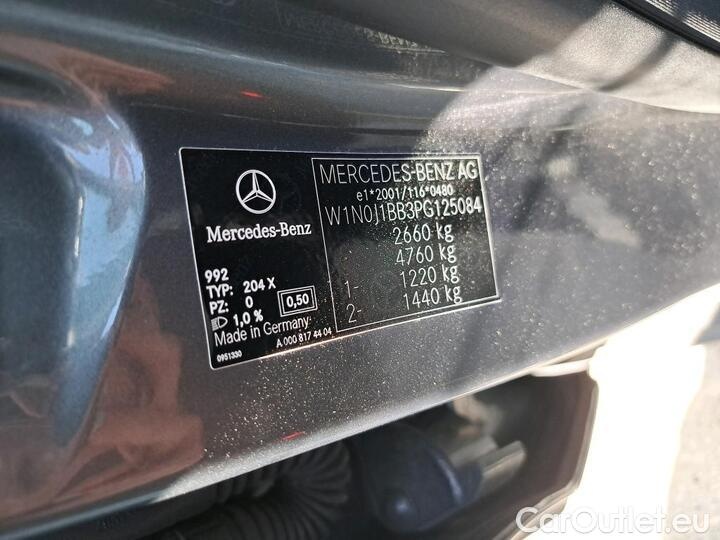 Mercedes-Benz
992
TYP: 204 X
PZ: 0
1,0 %
0,50
Made in Germany
0951330
A 000 817 44 04
MERCEDES-BENZ AG
e1*2001/116*0480
W1N0J1BB3PG125084
2660 kg
4760 kg
1- 1220 kg
2- 1440 kg
CarOutlet.eu